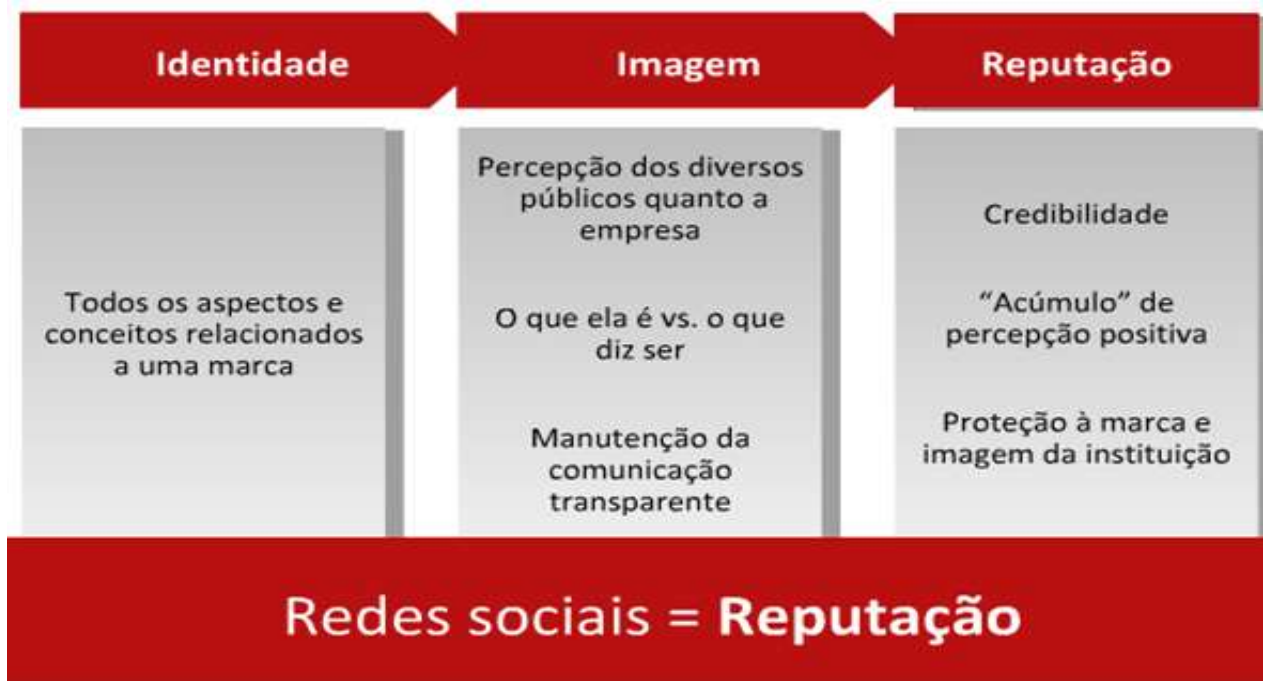 Identidade
Imagem
Reputação
Todos os aspectos e
conceitos relacionados
a uma marca
Percepção dos diversos
públicos quanto a
empresa
O que ela é vs. o que
diz ser
Manutenção da
comunicação
transparente
Credibilidade
“Acúmulo” de
percepção positiva
Proteção à marca e
imagem da instituição
Redes sociais = Reputação